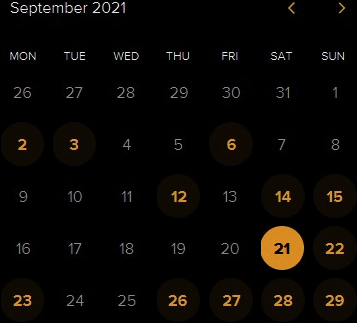 September 2021
MON TUE WED THU FRI SAT SUN
26 27 28 29 30 31 1
2 3 4 5 6 7 8
9 10 11 12 13 14 15
16 17 18 19 20 21 22
23 24 25 26 27 28 29